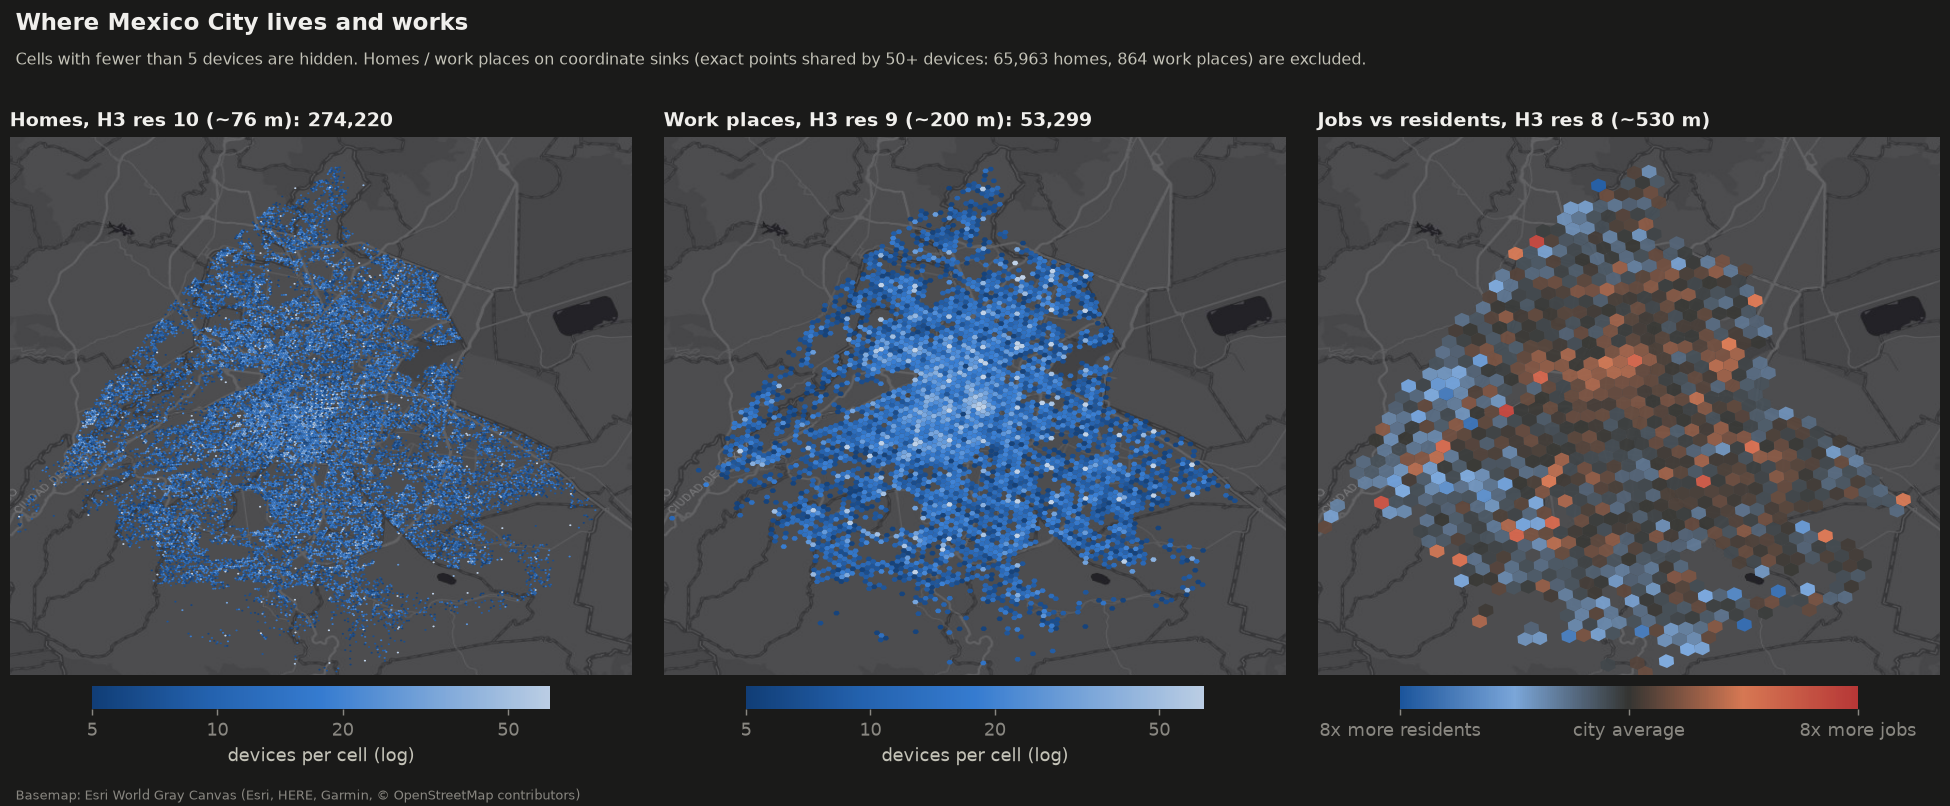 Where Mexico City lives and works
Cells with fewer than 5 devices are hidden. Homes / work places on coordinate sinks (exact points shared by 50+ devices: 65,963 homes, 864 work places) are excluded.
Homes, H3 res 10 (~76 m): 274,220
Work places, H3 res 9 (~200 m): 53,299
Jobs vs residents, H3 res 8 (~530 m)
5 10 20 50
devices per cell (log)
5 10 20 50
devices per cell (log)
8x more residents city average 8x more jobs
Basemap: Esri World Gray Canvas (Esri, HERE, Garmin, © OpenStreetMap contributors)